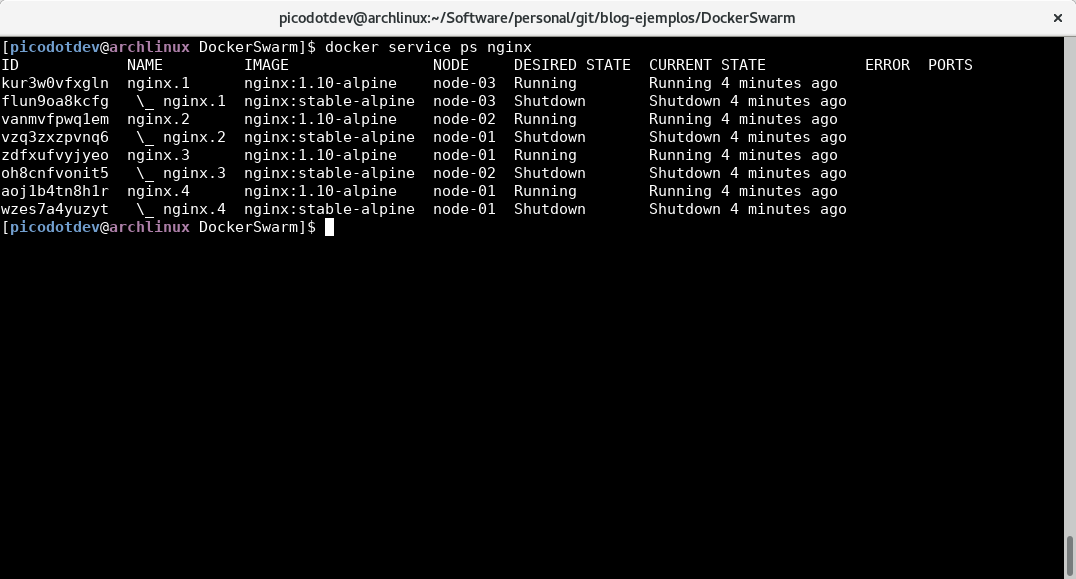 picodotdev@archlinux:~/Software/personal/git/blog-ejemplos/DockerSwarm ×
[picodotdev@archlinux DockerSwarm]$ docker service ps nginx
ID            NAME         IMAGE                NODE     DESIRED STATE  CURRENT STATE           ERROR  PORTS
kur3w0vfxgln  nginx.1      nginx:1.10-alpine    node-03  Running        Running 4 minutes ago
flun9oa8kcfg   \_ nginx.1  nginx:stable-alpine  node-03  Shutdown       Shutdown 4 minutes ago
vanmvfpwq1em  nginx.2      nginx:1.10-alpine    node-02  Running        Running 4 minutes ago
vzq3zxzpvnq6   \_ nginx.2  nginx:stable-alpine  node-01  Shutdown       Shutdown 4 minutes ago
zdfxufvyjyeo  nginx.3      nginx:1.10-alpine    node-01  Running        Running 4 minutes ago
oh8cnfvonit5   \_ nginx.3  nginx:stable-alpine  node-02  Shutdown       Shutdown 4 minutes ago
aoj1b4tn8h1r  nginx.4      nginx:1.10-alpine    node-01  Running        Running 4 minutes ago
wzes7a4yuzyt   \_ nginx.4  nginx:stable-alpine  node-01  Shutdown       Shutdown 4 minutes ago
[picodotdev@archlinux DockerSwarm]$